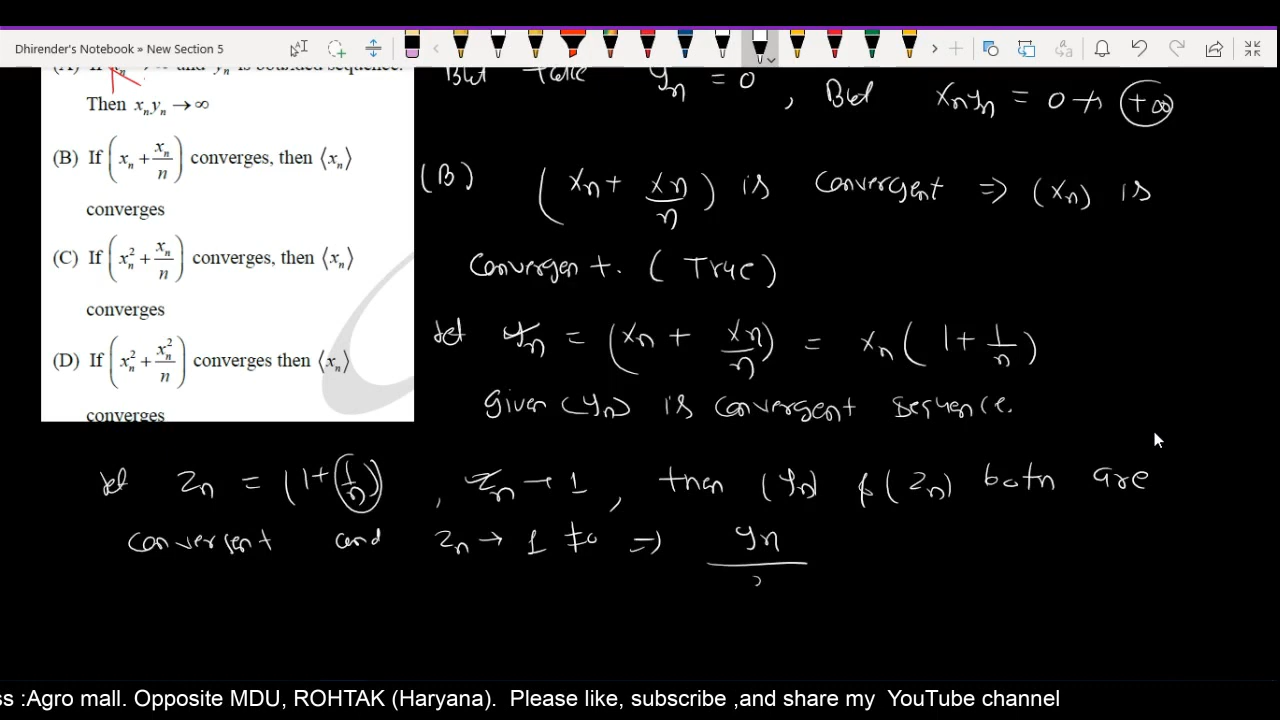 Dhirender's Notebook » New Section 5
Then xₙyₙ → ∞
(B) If (xₙ + xₙ/n) converges, then ⟨xₙ⟩
converges
(C) If (xₙ² + xₙ/n) converges, then ⟨xₙ⟩
converges
(D) If (xₙ² + xₙ²/n) converges then ⟨xₙ⟩
converges
But take yₙ = 0 , But xₙyₙ = 0 ↛ +∞
(B) (xₙ + xₙ/n) is convergent ⇒ (xₙ) is
convergent. (True)
let yₙ = (xₙ + xₙ/n) = xₙ(1 + 1/n)
given (yₙ) is convergent sequence.
let zₙ = (1 + (1/n)) , zₙ → 1 , then (yₙ) & (zₙ) both are
convergent and zₙ → 1 ≠ 0 ⇒ yₙ
ss :Agro mall. Opposite MDU, ROHTAK (Haryana). Please like, subscribe ,and share my YouTube channel